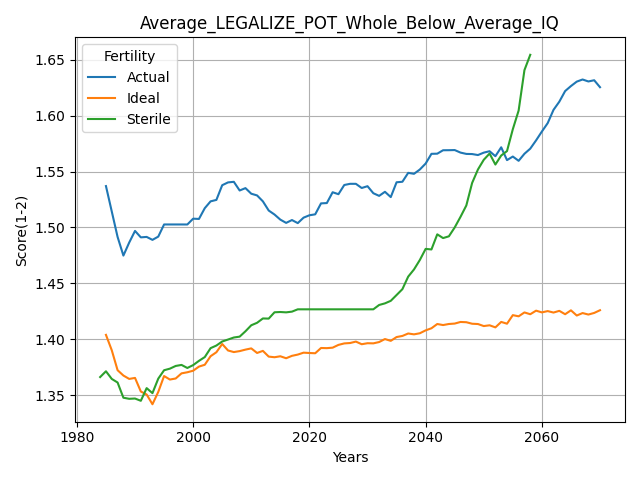 Average_LEGALIZE_POT_Whole_Below_Average_IQ
Fertility
Actual
Ideal
Sterile
Score(1-2)
1.65
1.60
1.55
1.50
1.45
1.40
1.35
1980
2000
2020
2040
2060
Years